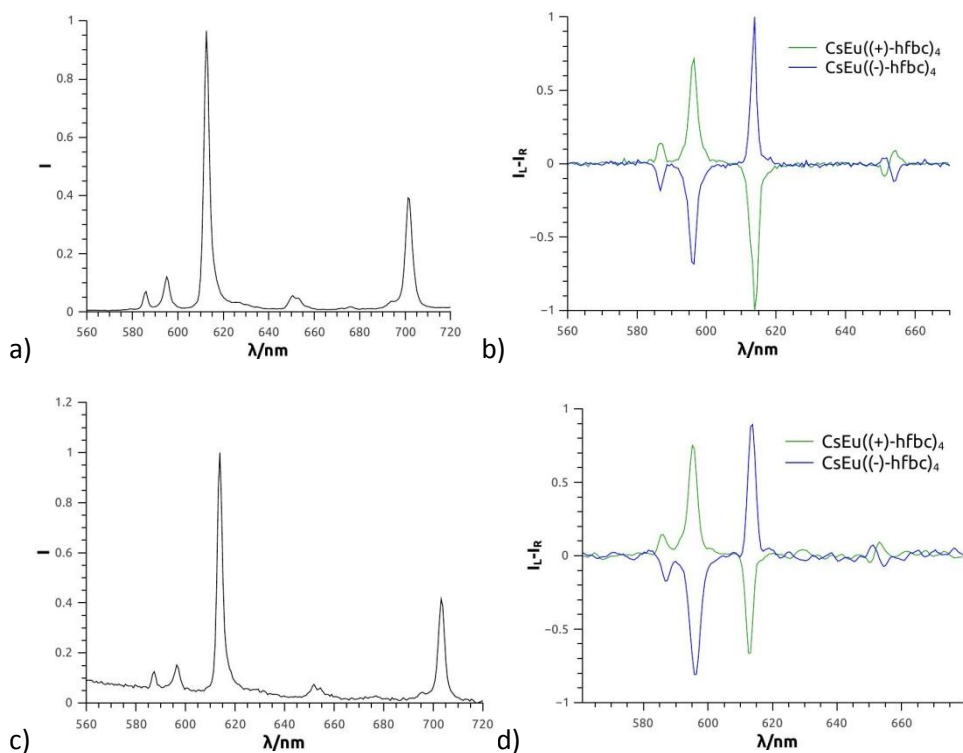 1
0.8
0.6
0.4
0.2
0
I
560 580 600 620 640 660 680 700 720
λ/nm
a)
1
0.5
0
−0.5
−1
I_L-I_R
560 580 600 620 640 660
λ/nm
CsEu((+)-hfbc)₄
CsEu((-)-hfbc)₄
b)
1.2
1
0.8
0.6
0.4
0.2
0
I
560 580 600 620 640 660 680 700 720
λ/nm
c)
1
0.5
0
−0.5
−1
I_L-I_R
580 600 620 640 660 680
λ/nm
CsEu((+)-hfbc)₄
CsEu((-)-hfbc)₄
d)